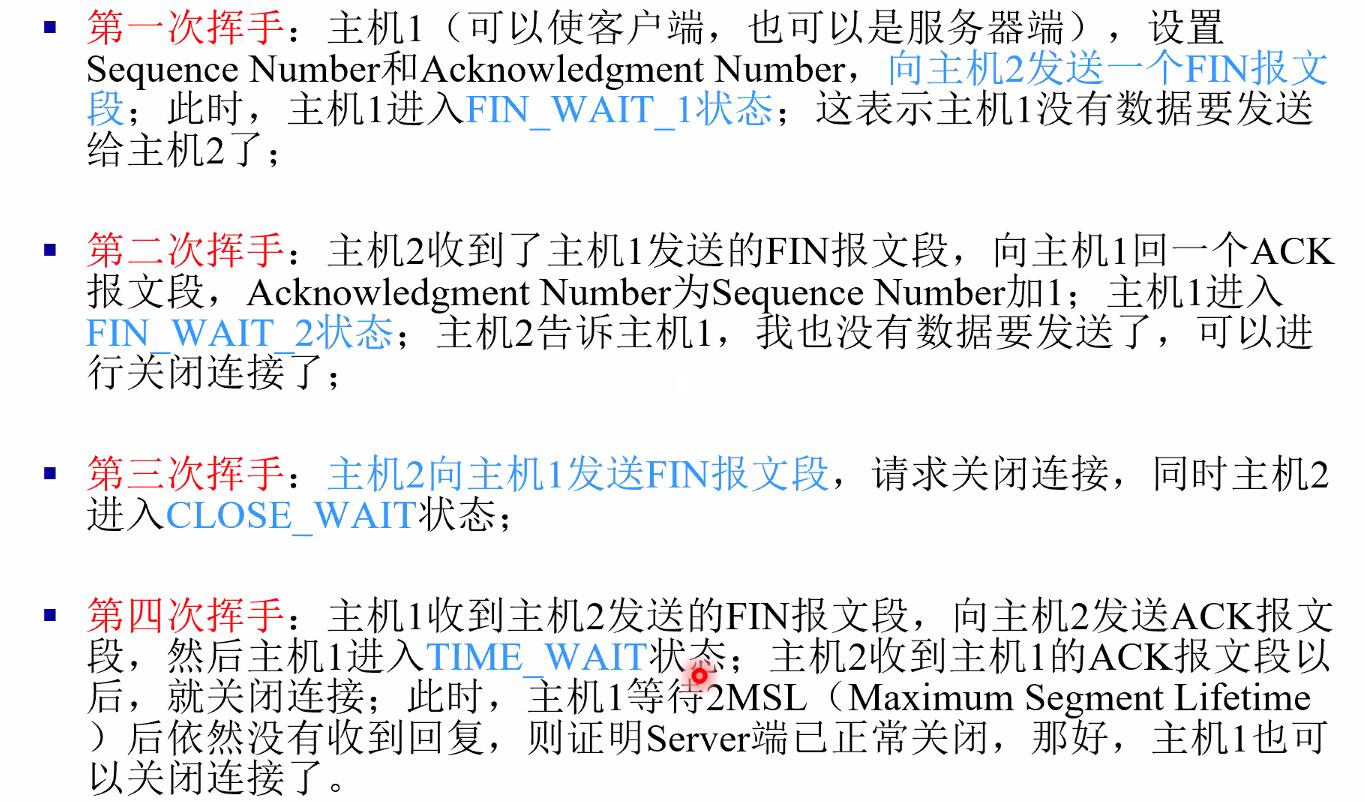 第一次挥手：主机1（可以使客户端，也可以是服务器端），设置
Sequence Number和Acknowledgment Number，向主机2发送一个FIN报文
段；此时，主机1进入FIN_WAIT_1状态；这表示主机1没有数据要发送
给主机2了；
第二次挥手：主机2收到了主机1发送的FIN报文段，向主机1回一个ACK
报文段，Acknowledgment Number为Sequence Number加1；主机1进入
FIN_WAIT_2状态；主机2告诉主机1，我也没有数据要发送了，可以进
行关闭连接了；
第三次挥手：主机2向主机1发送FIN报文段，请求关闭连接，同时主机2
进入CLOSE_WAIT状态；
第四次挥手：主机1收到主机2发送的FIN报文段，向主机2发送ACK报文
段，然后主机1进入TIME_WAIT状态；主机2收到主机1的ACK报文段以
后，就关闭连接；此时，主机1等待2MSL（Maximum Segment Lifetime
）后依然没有收到回复，则证明Server端已正常关闭，那好，主机1也可
以关闭连接了。